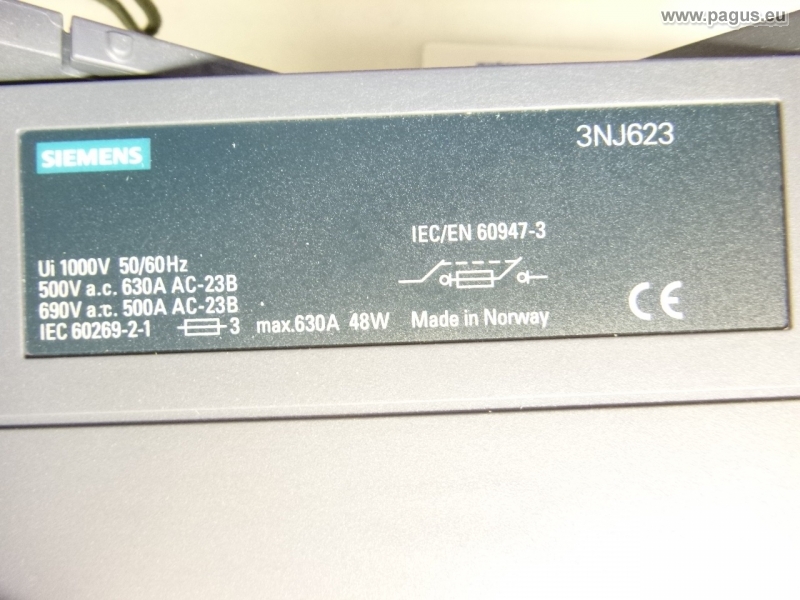 www.pagus.eu
SIEMENS
3NJ623
IEC/EN 60947-3
Ui 1000V 50/60Hz
500V a.c. 630A AC-23B
690V a.c. 500A AC-23B
IEC 60269-2-1 3 max.630A 48W Made in Norway
CE